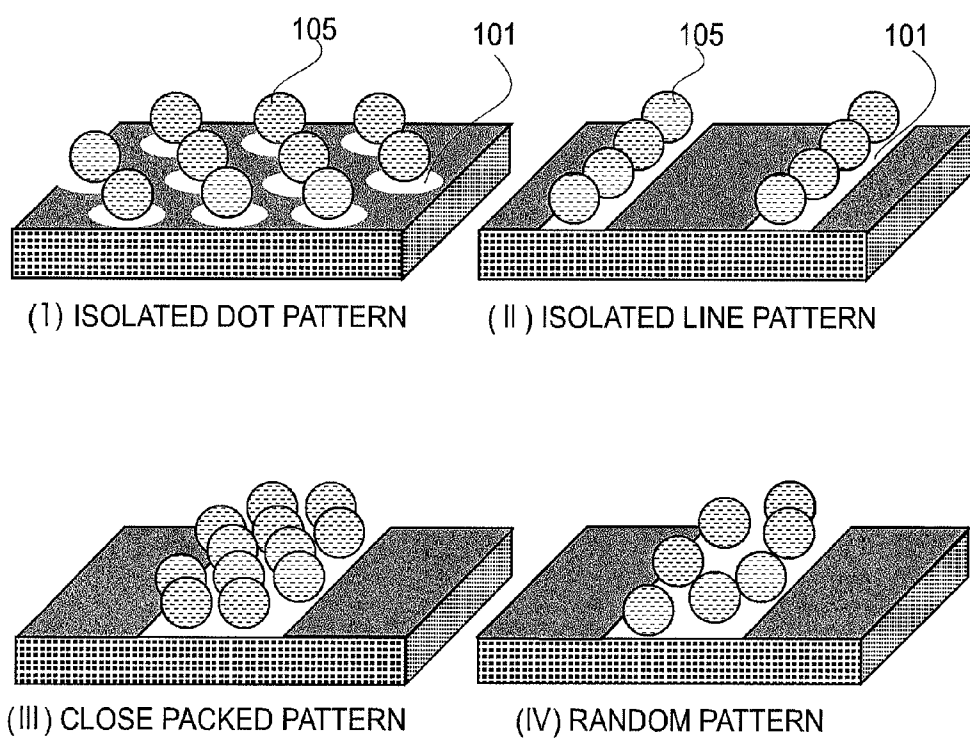 105
101
105
101
(I) ISOLATED DOT PATTERN
(II) ISOLATED LINE PATTERN
(III) CLOSE PACKED PATTERN
(IV) RANDOM PATTERN